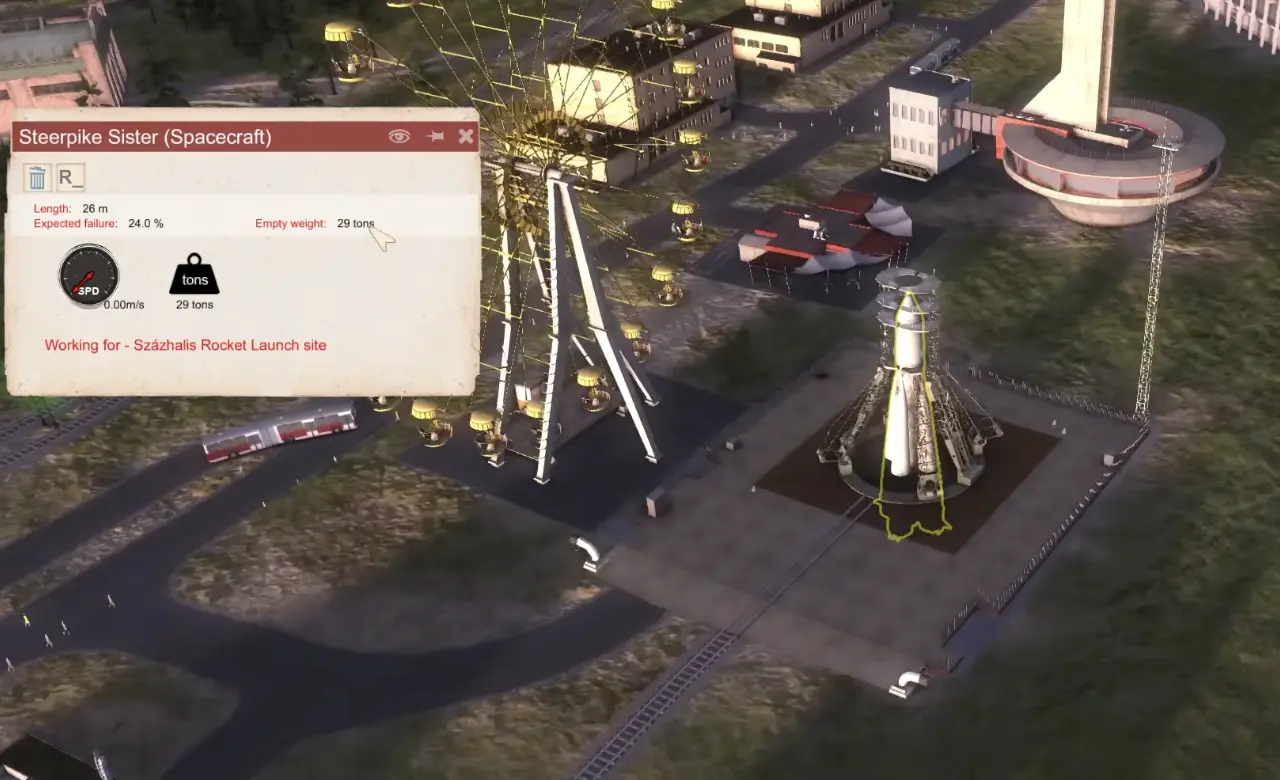 Steerpike Sister (Spacecraft)
R_
Length: 26 m
Expected failure: 24.0 %
Empty weight: 29 tons
SPD
0.00m/s
tons
29 tons
Working for - Százhalis Rocket Launch site